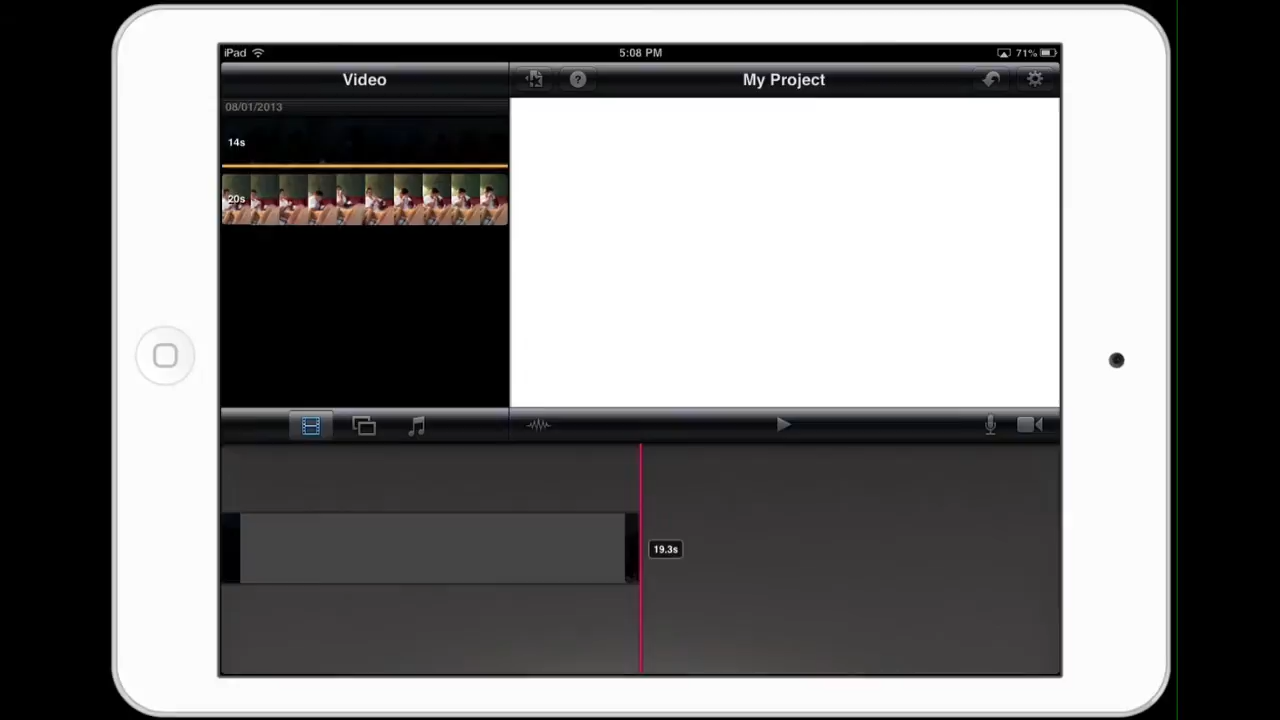 iPad 5:08 PM 71%
Video ? My Project
08/01/2013
14s
20s
19.3s